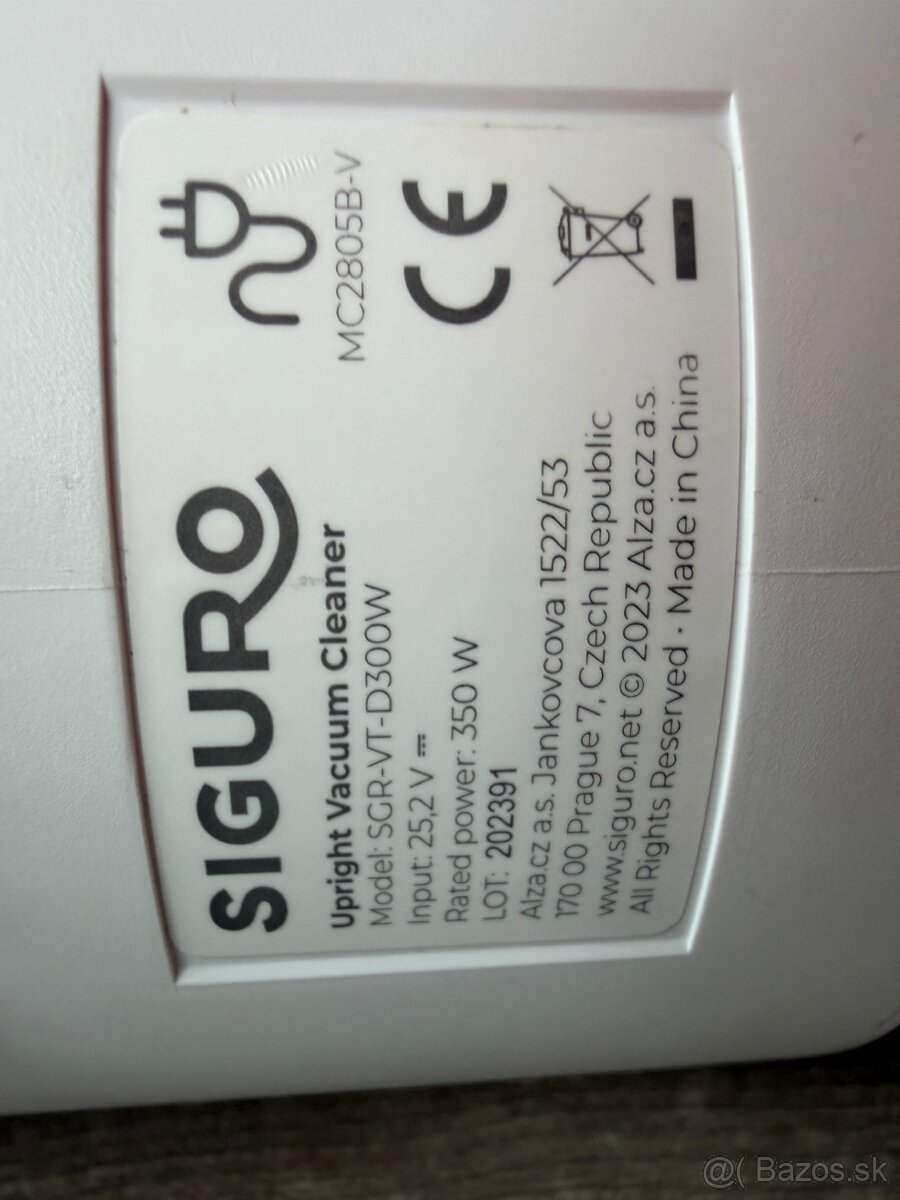 SIGURO
Upright Vacuum Cleaner
Model: SGR-VT-D300W
Input: 25,2 V
Rated power: 350 W
LOT: 202391
Alza.cz a.s. Jankovcova 1522/53
170 00 Prague 7, Czech Republic
www.siguro.net © 2023 Alza.cz a.s.
All Rights Reserved · Made in China
MC2805B-V
CE
@( Bazos.sk